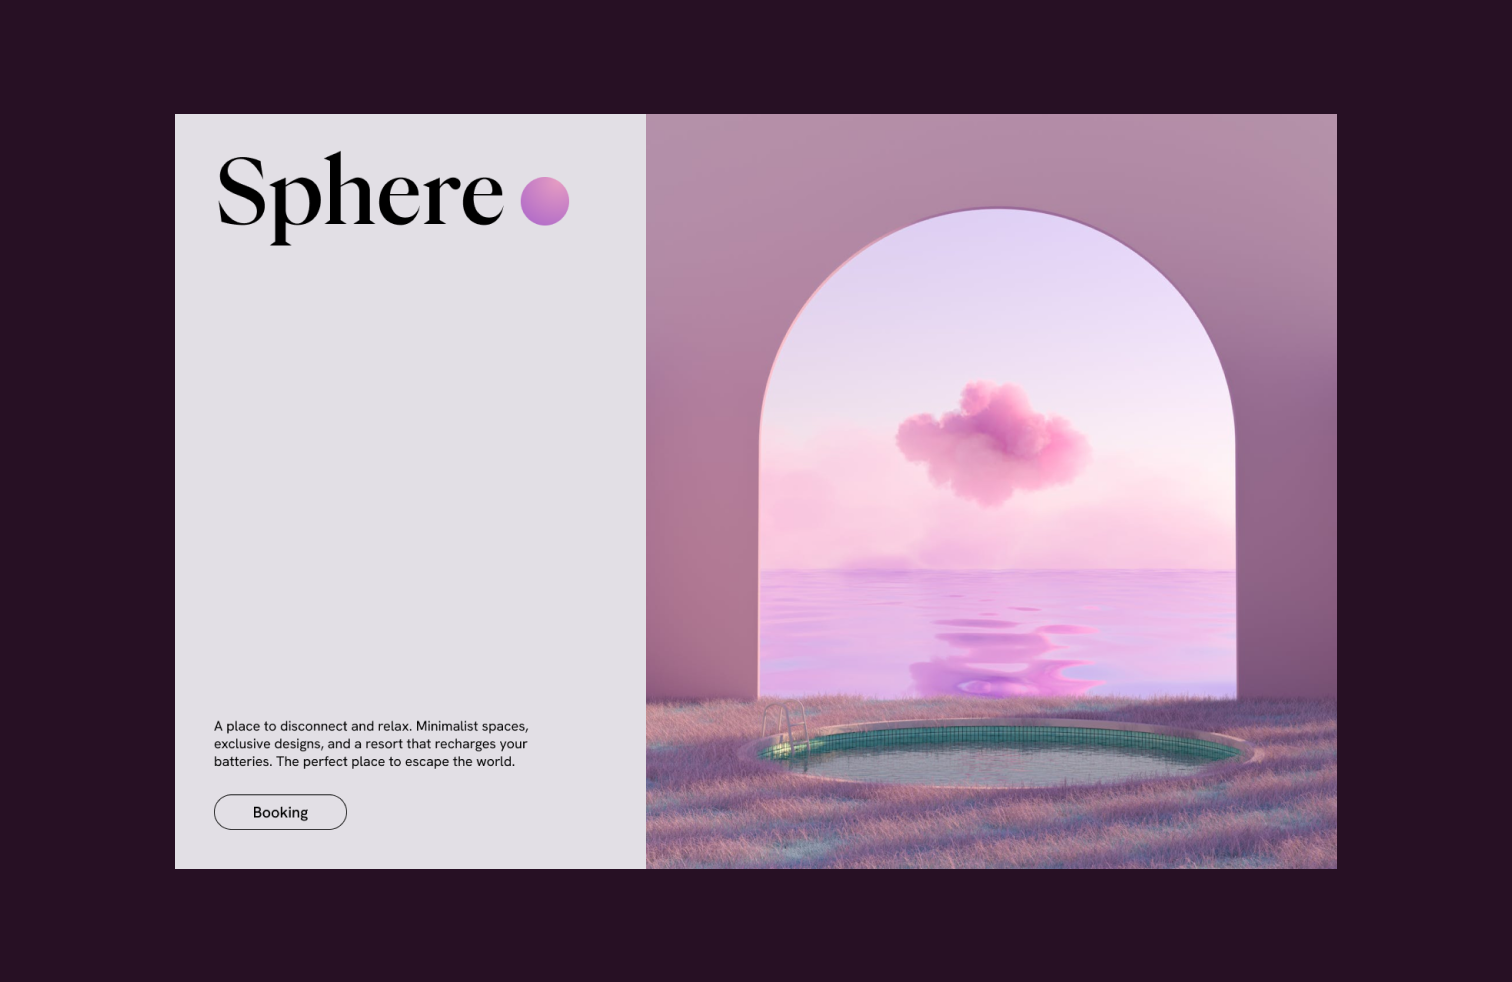 Sphere
A place to disconnect and relax. Minimalist spaces,
exclusive designs, and a resort that recharges your
batteries. The perfect place to escape the world.
Booking